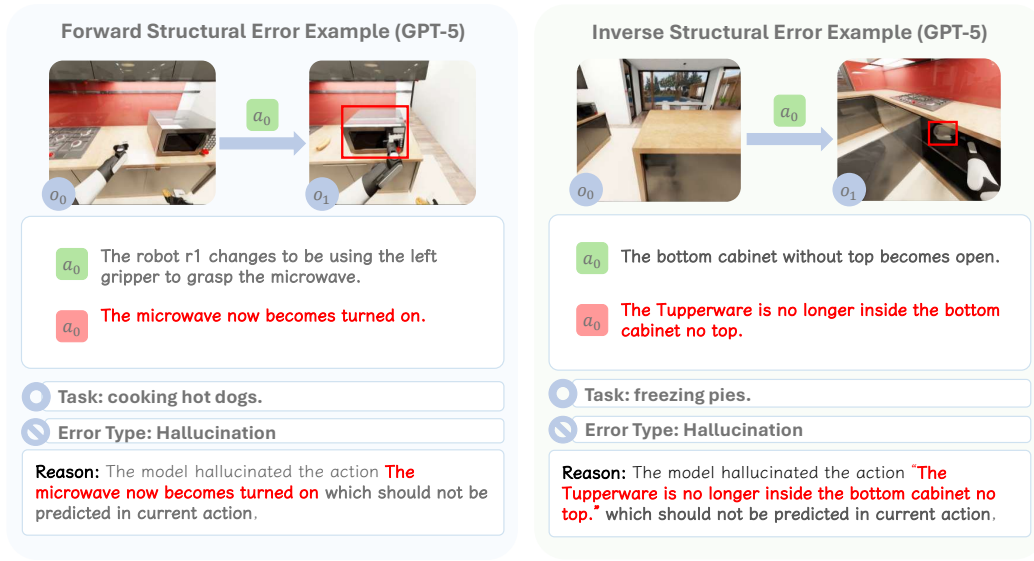 Forward Structural Error Example (GPT-5)
a0
o0
o1
a0
The robot r1 changes to be using the left
gripper to grasp the microwave.
a0
The microwave now becomes turned on.
Task: cooking hot dogs.
Error Type: Hallucination
Reason: The model hallucinated the action The
microwave now becomes turned on which should not be
predicted in current action.
Inverse Structural Error Example (GPT-5)
a0
o0
o1
a0
The bottom cabinet without top becomes open.
a0
The Tupperware is no longer inside the bottom
cabinet no top.
Task: freezing pies.
Error Type: Hallucination
Reason: The model hallucinated the action “The
Tupperware is no longer inside the bottom cabinet no
top.” which should not be predicted in current action,